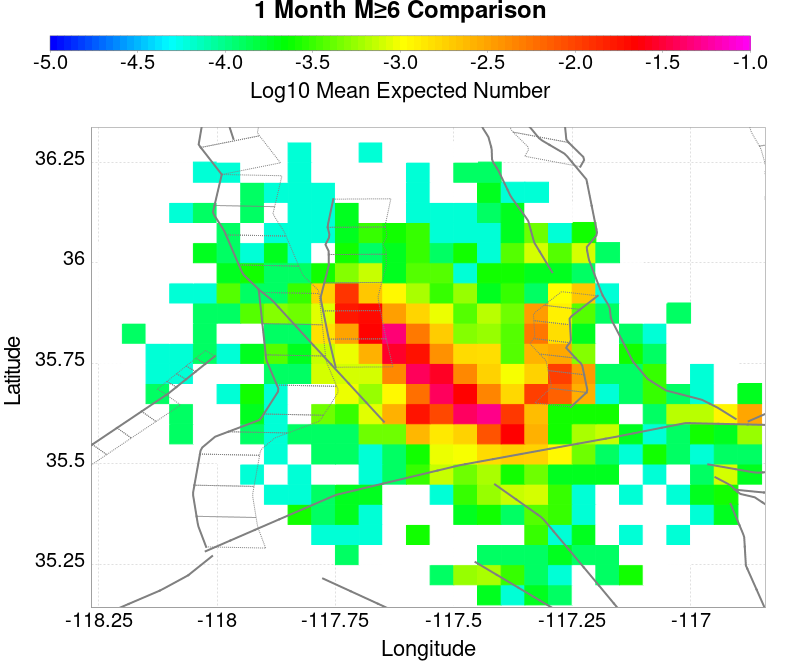 1 Month M≥6 Comparison
-5.0 -4.5 -4.0 -3.5 -3.0 -2.5 -2.0 -1.5 -1.0
Log10 Mean Expected Number
36.25
36
35.75
35.5
35.25
Latitude
-118.25 -118 -117.75 -117.5 -117.25 -117
Longitude